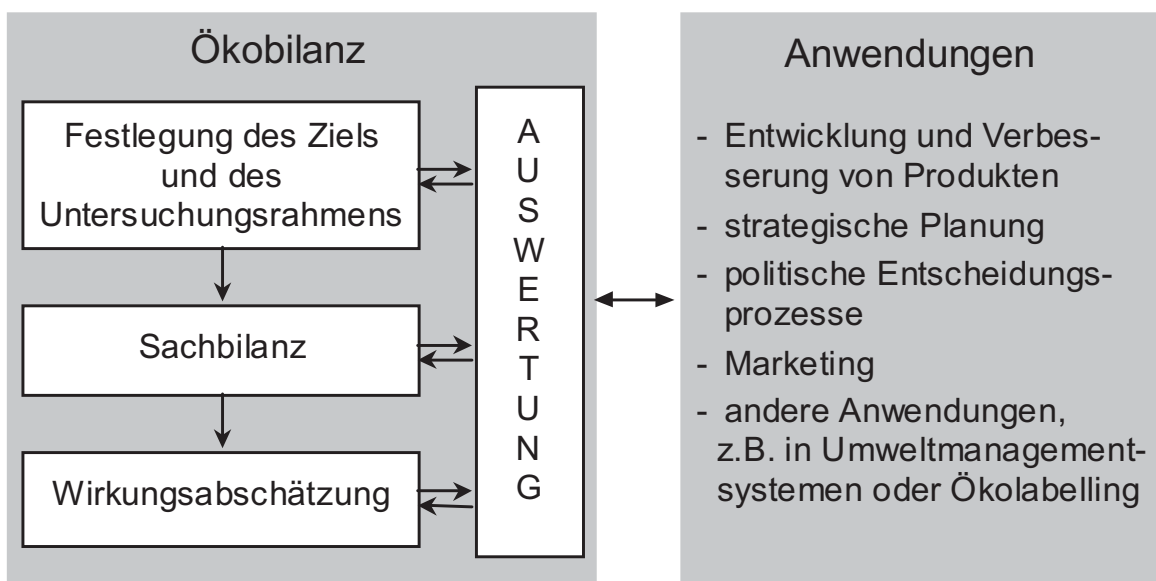 Ökobilanz
Festlegung des Ziels
und des
Untersuchungsrahmens
Sachbilanz
Wirkungsabschätzung
A
U
S
W
E
R
T
U
N
G
Anwendungen
- Entwicklung und Verbes-
serung von Produkten
- strategische Planung
- politische Entscheidungs-
prozesse
- Marketing
- andere Anwendungen,
z.B. in Umweltmanagement-
systemen oder Ökolabelling